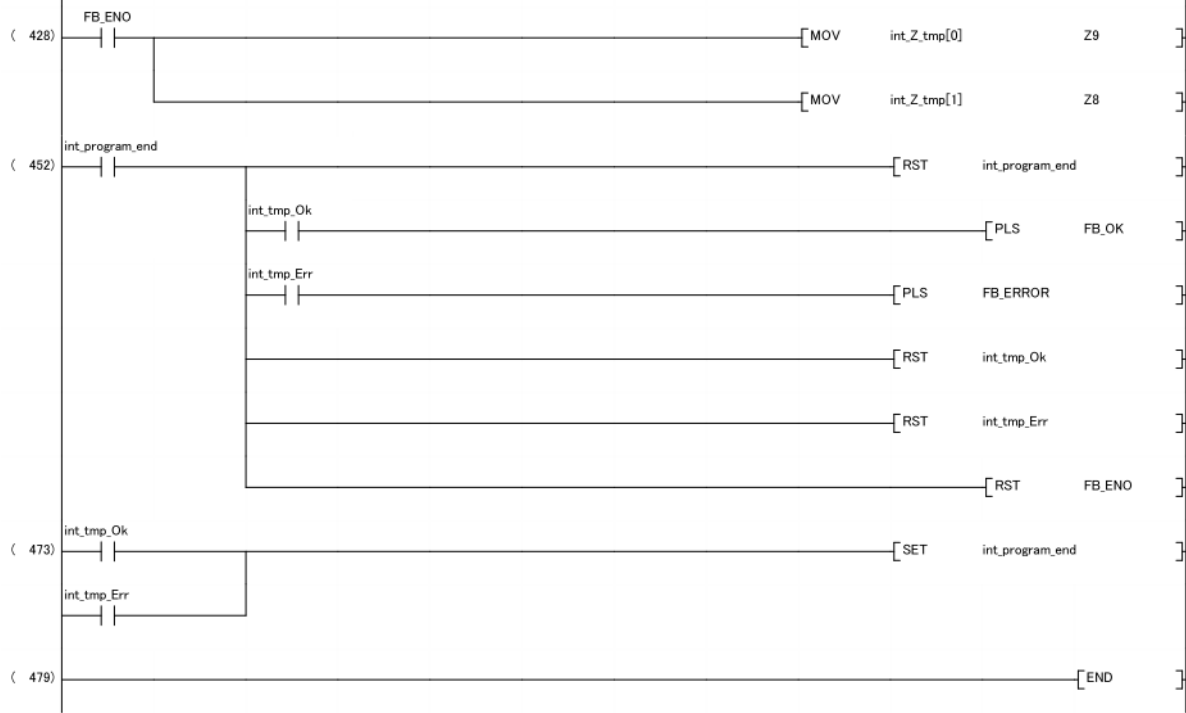 FB_ENO
( 428) [MOV int_Z_tmp[0] Z9 ]
[MOV int_Z_tmp[1] Z8 ]
int_program_end
( 452) [RST int_program_end ]
int_tmp_Ok
[PLS FB_OK ]
int_tmp_Err
[PLS FB_ERROR ]
[RST int_tmp_Ok ]
[RST int_tmp_Err ]
[RST FB_ENO ]
int_tmp_Ok
( 473) [SET int_program_end ]
int_tmp_Err
( 479) [END ]